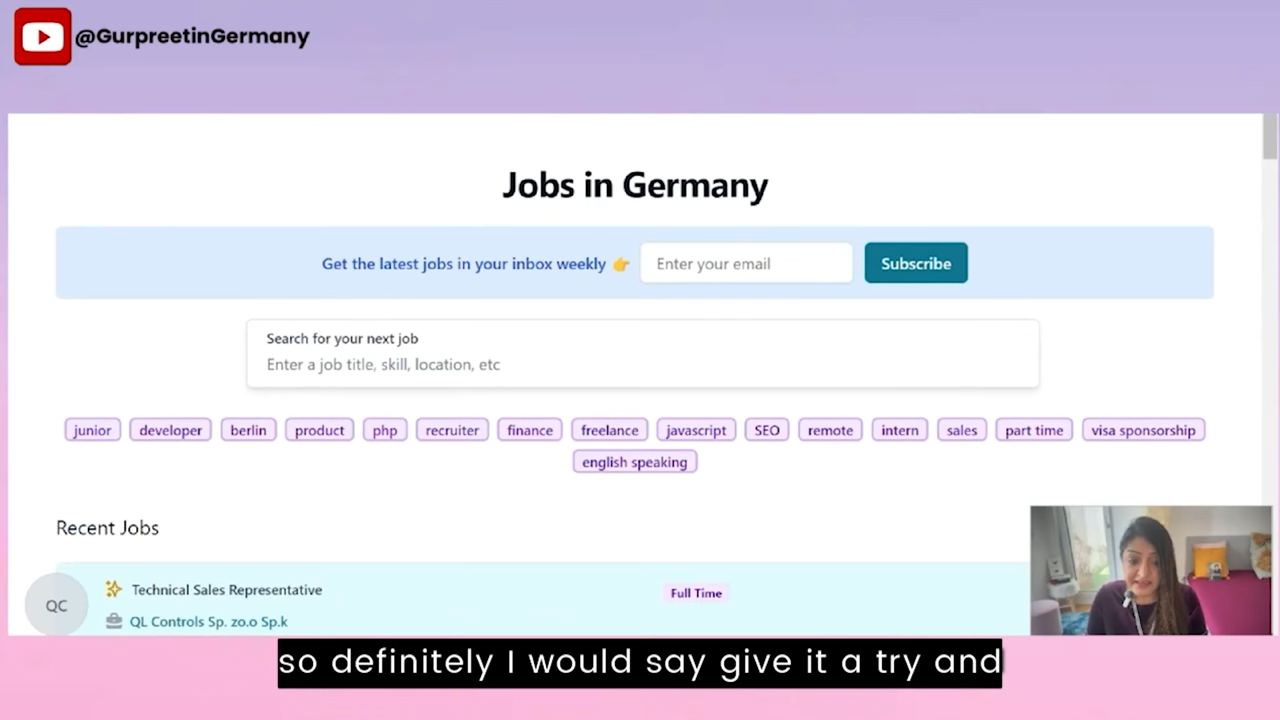 @GurpreetinGermany
Jobs in Germany
Get the latest jobs in your inbox weekly 👉 Enter your email Subscribe
Search for your next job
Enter a job title, skill, location, etc
junior developer berlin product php recruiter finance freelance javascript SEO remote intern sales part time visa sponsorship
english speaking
Recent Jobs
Technical Sales Representative Full Time
QC
QL Controls Sp. zo.o Sp.k
so definitely I would say give it a try and